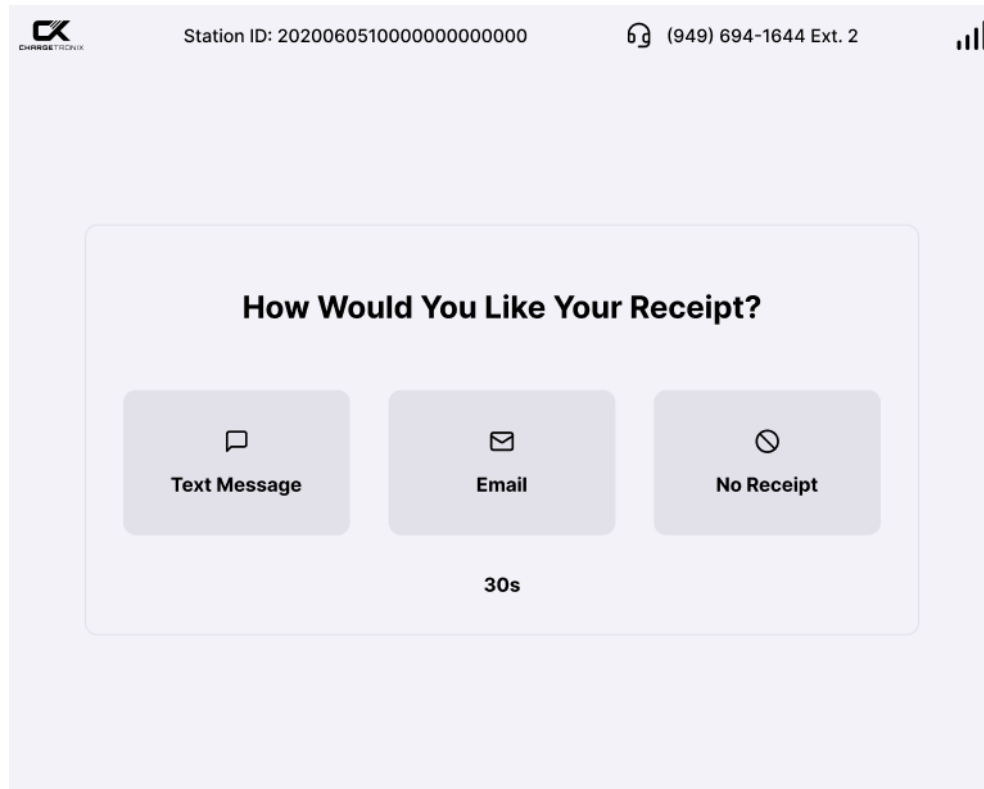 CHARGETRONIX
Station ID: 2020060510000000000000
(949) 694-1644 Ext. 2
How Would You Like Your Receipt?
Text Message
Email
No Receipt
30s